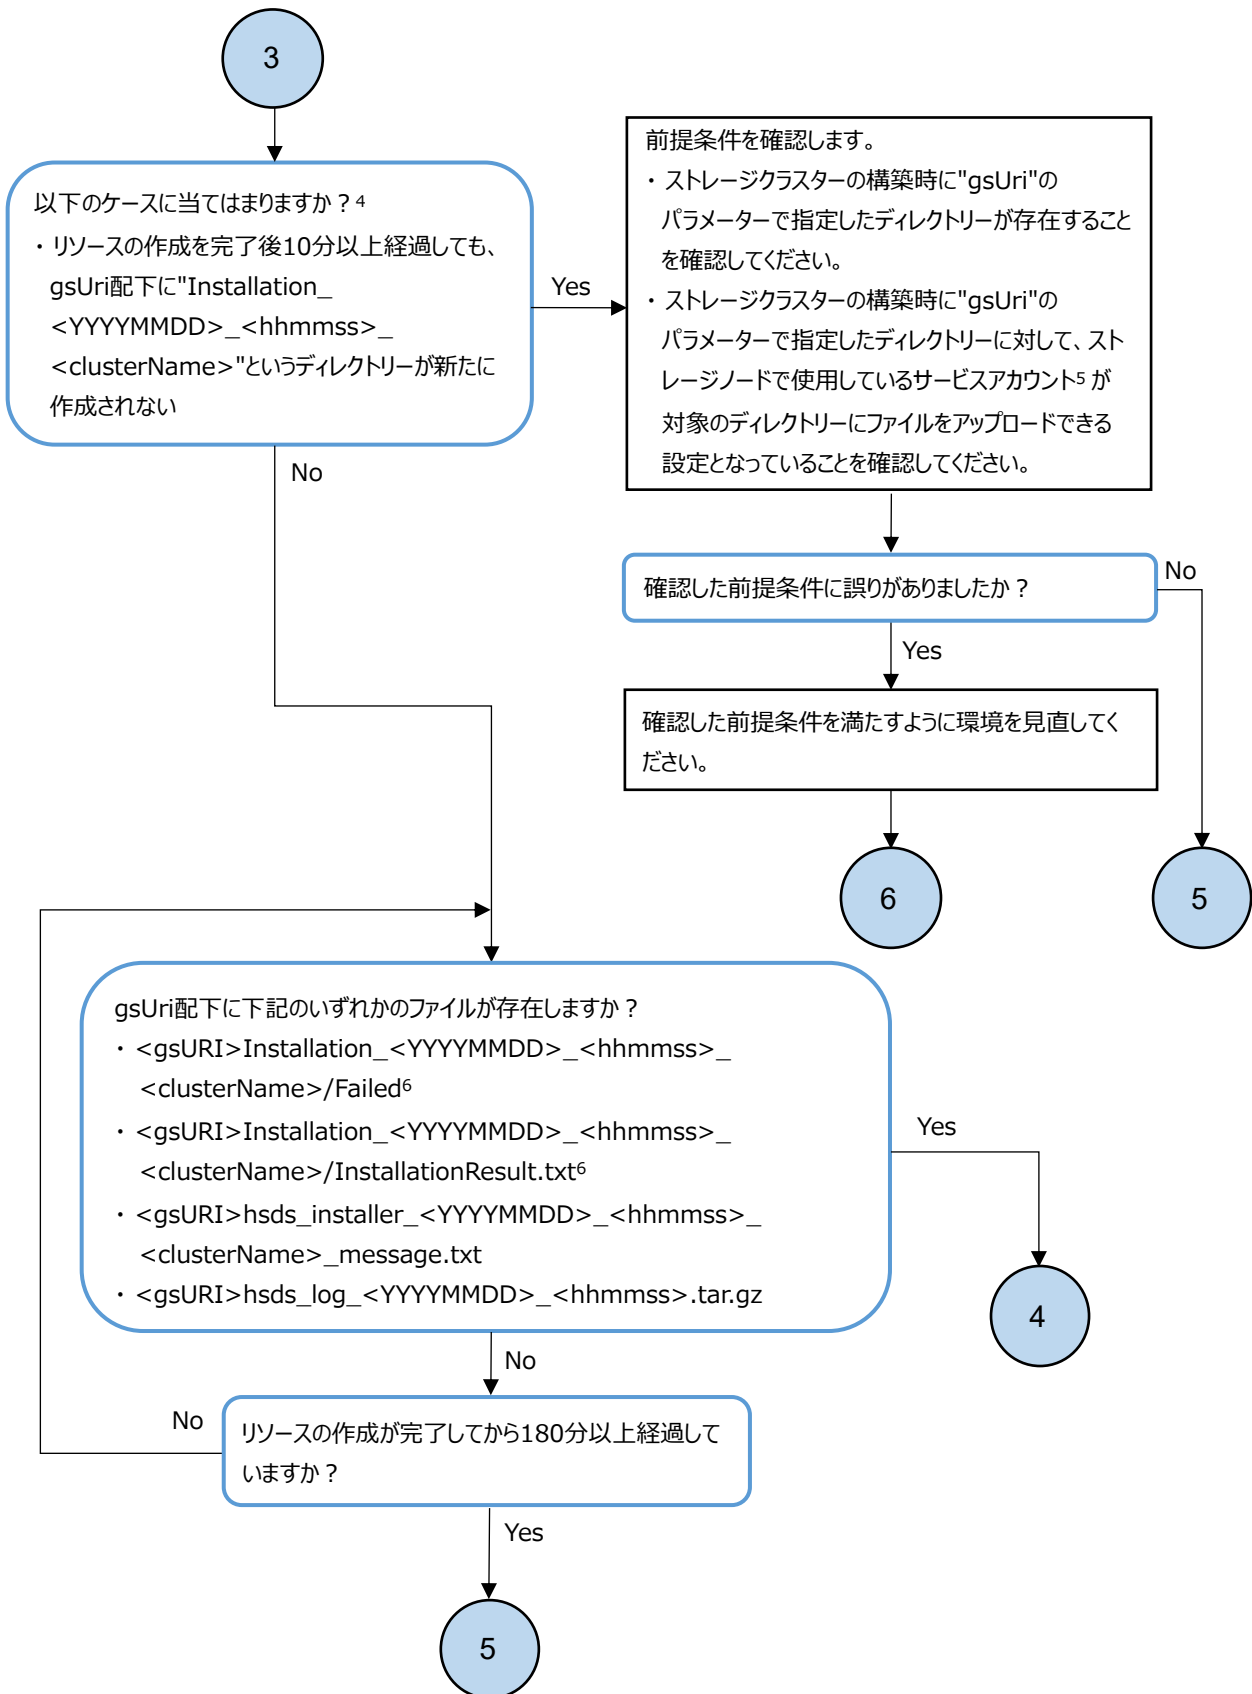 3
以下のケースに当てはまりますか？4
・リソースの作成を完了後10分以上経過しても、
gsUri配下に"Installation_
<YYYYMMDD>_<hhmmss>_
<clusterName>"というディレクトリーが新たに
作成されない
Yes
No
前提条件を確認します。
・ストレージクラスターの構築時に"gsUri"の
パラメーターで指定したディレクトリーが存在すること
を確認してください。
・ストレージクラスターの構築時に"gsUri"の
パラメーターで指定したディレクトリーに対して、スト
レージノードで使用しているサービスアカウント5 が
対象のディレクトリーにファイルをアップロードできる
設定となっていることを確認してください。
確認した前提条件に誤りがありましたか？
No
Yes
確認した前提条件を満たすように環境を見直してく
ださい。
6
5
gsUri配下に下記のいずれかのファイルが存在しますか？
・<gsURI>Installation_<YYYYMMDD>_<hhmmss>_
<clusterName>/Failed6
・<gsURI>Installation_<YYYYMMDD>_<hhmmss>_
<clusterName>/InstallationResult.txt6
・<gsURI>hsds_installer_<YYYYMMDD>_<hhmmss>_
<clusterName>_message.txt
・<gsURI>hsds_log_<YYYYMMDD>_<hhmmss>.tar.gz
Yes
4
No
No
リソースの作成が完了してから180分以上経過して
いますか？
Yes
5